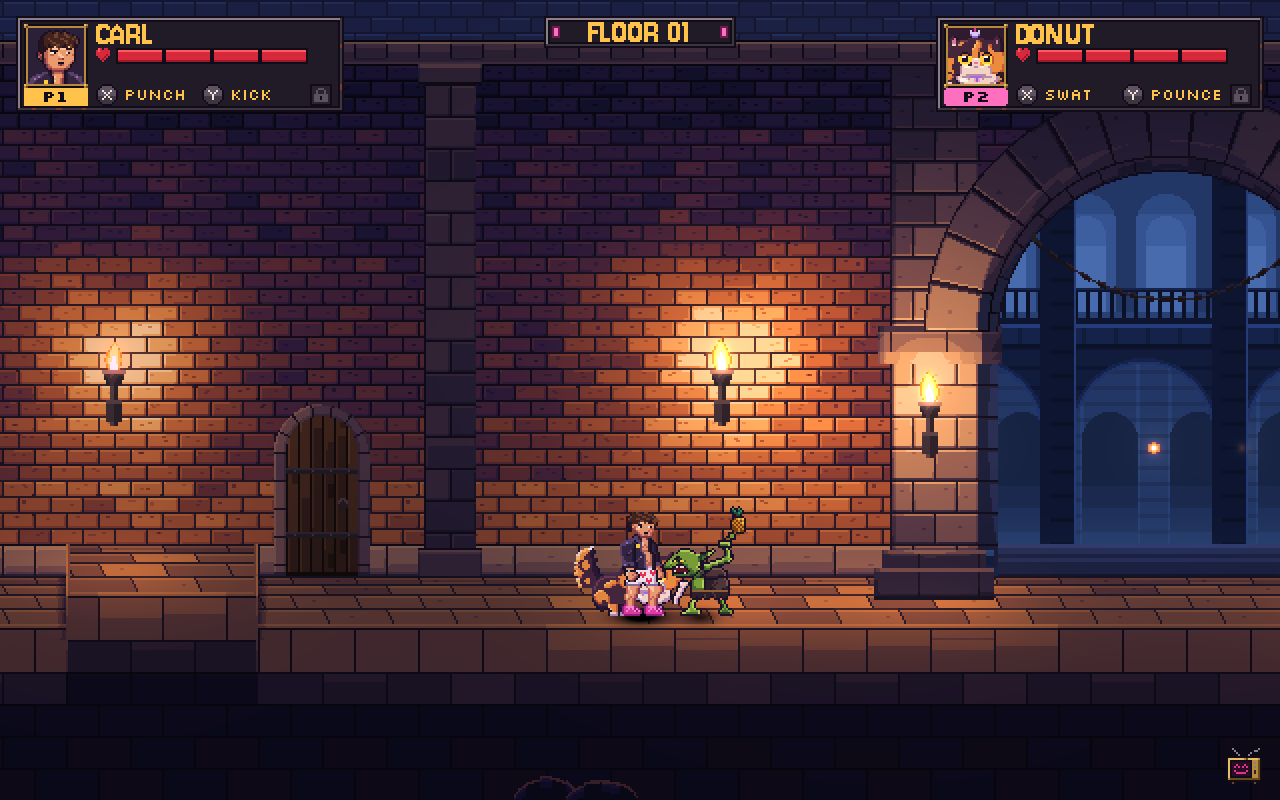 CARL
P1
X PUNCH Y KICK
FLOOR 01
DONUT
P2
X SWAT Y POUNCE